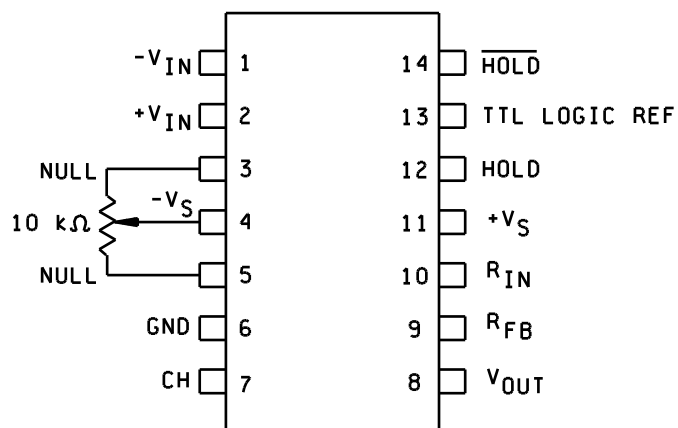 -VIN 1 14 H̅O̅L̅D̅
+VIN 2 13 TTL LOGIC REF
NULL 3 12 HOLD
10 kΩ -VS 4 11 +VS
NULL 5 10 RIN
GND 6 9 RFB
CH 7 8 VOUT